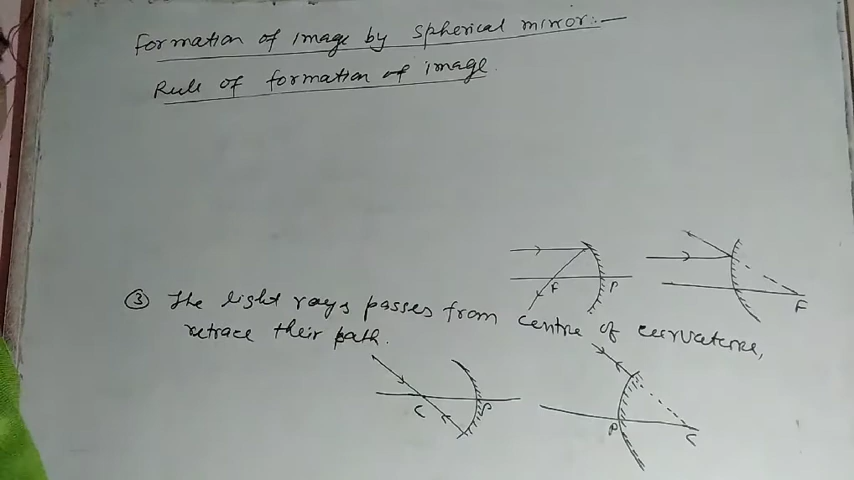 Formation of image by spherical mirror:-
Rule of formation of image.
F P
F
③ The light rays passes from centre of curvature,
retrace their path.
C P
P C